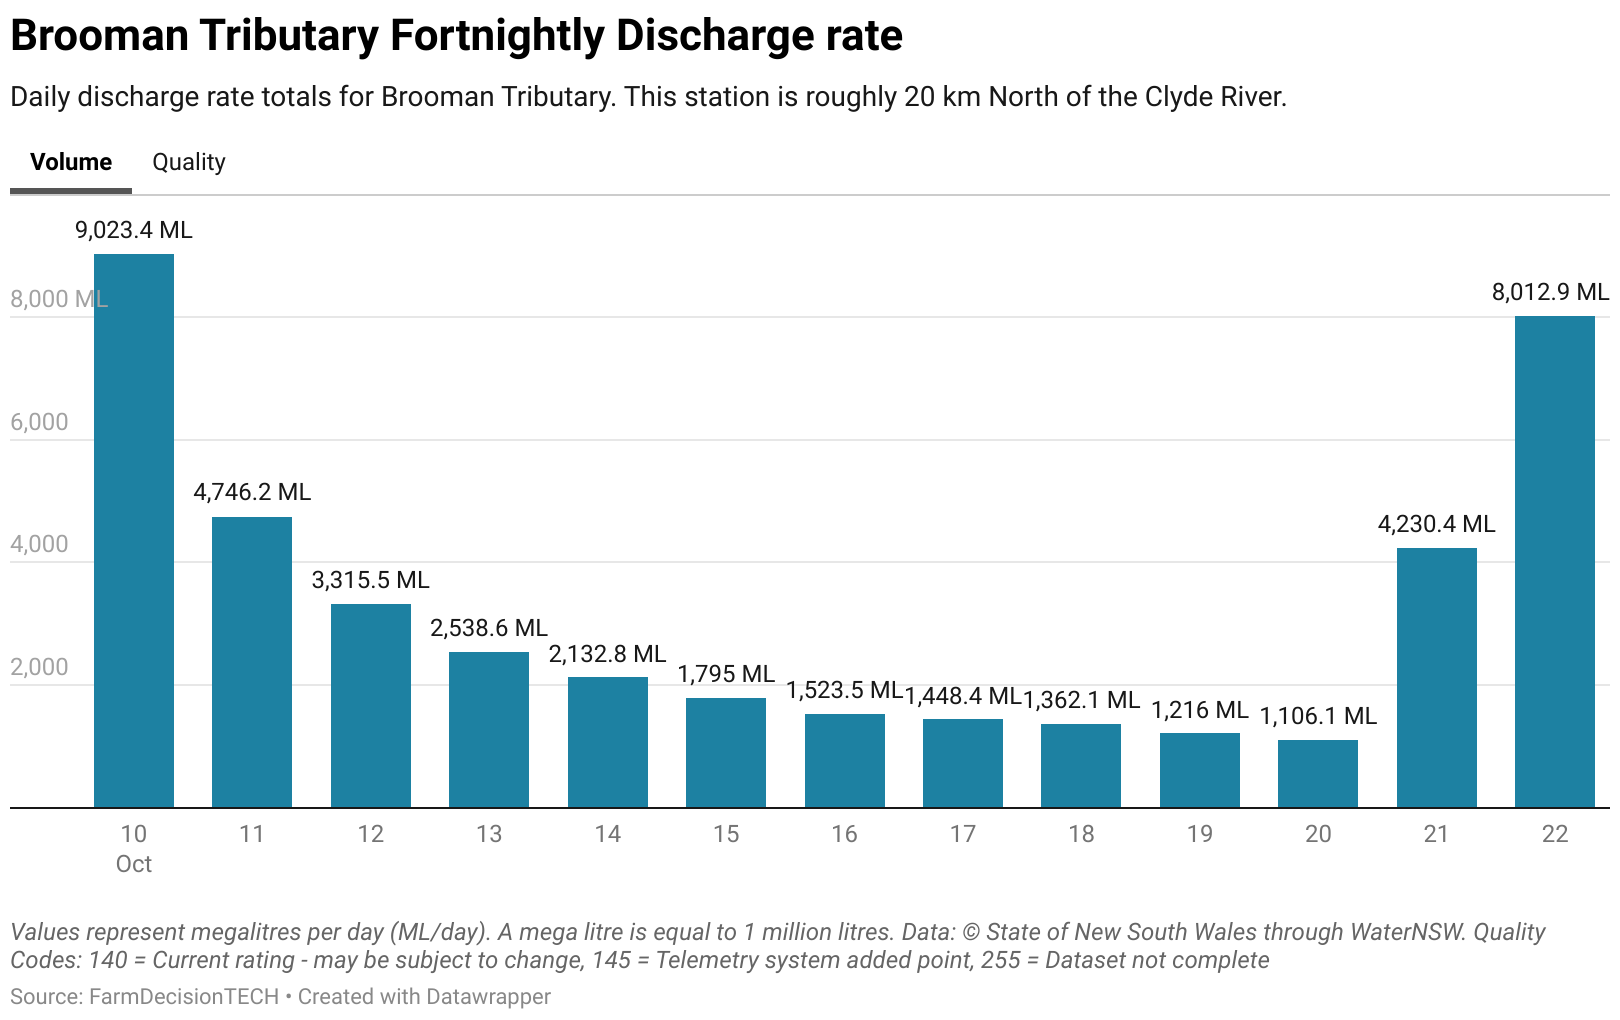 Brooman Tributary Fortnightly Discharge rate
Daily discharge rate totals for Brooman Tributary. This station is roughly 20 km North of the Clyde River.
Volume Quality
9,023.4 ML
8,000 ML
8,012.9 ML
6,000
4,746.2 ML
4,230.4 ML
4,000
3,315.5 ML
2,538.6 ML
2,132.8 ML
2,000
1,795 ML
1,523.5 ML
1,448.4 ML
1,362.1 ML
1,216 ML
1,106.1 ML
10 11 12 13 14 15 16 17 18 19 20 21 22
Oct
Values represent megalitres per day (ML/day). A mega litre is equal to 1 million litres. Data: © State of New South Wales through WaterNSW. Quality
Codes: 140 = Current rating - may be subject to change, 145 = Telemetry system added point, 255 = Dataset not complete
Source: FarmDecisionTECH • Created with Datawrapper